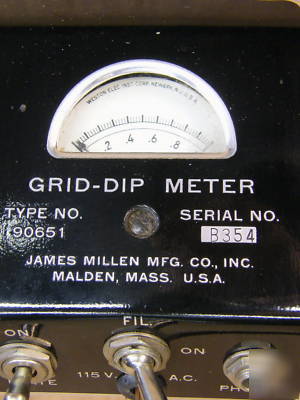 WESTON ELEC. INST. CORP. NEWARK, N.J. U.S.A.
.2 .4 .6 .8
GRID-DIP METER
TYPE NO. SERIAL NO.
90651 B354
JAMES MILLEN MFG. CO., INC.
MALDEN, MASS. U.S.A.
FIL.
ON ON
115 V. A.C.